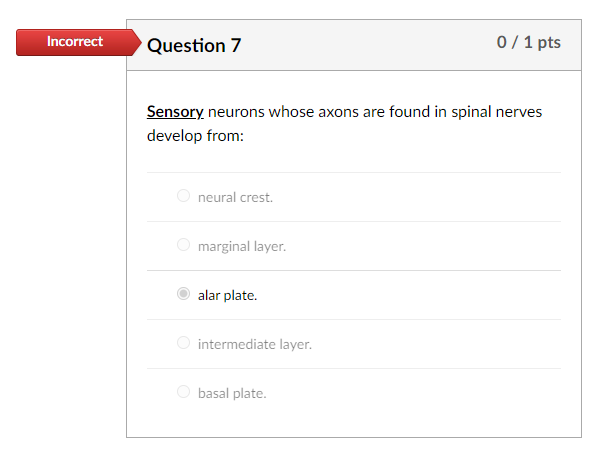 Incorrect
Question 7
0 / 1 pts
Sensory neurons whose axons are found in spinal nerves
develop from:
neural crest.
marginal layer.
alar plate.
intermediate layer.
basal plate.